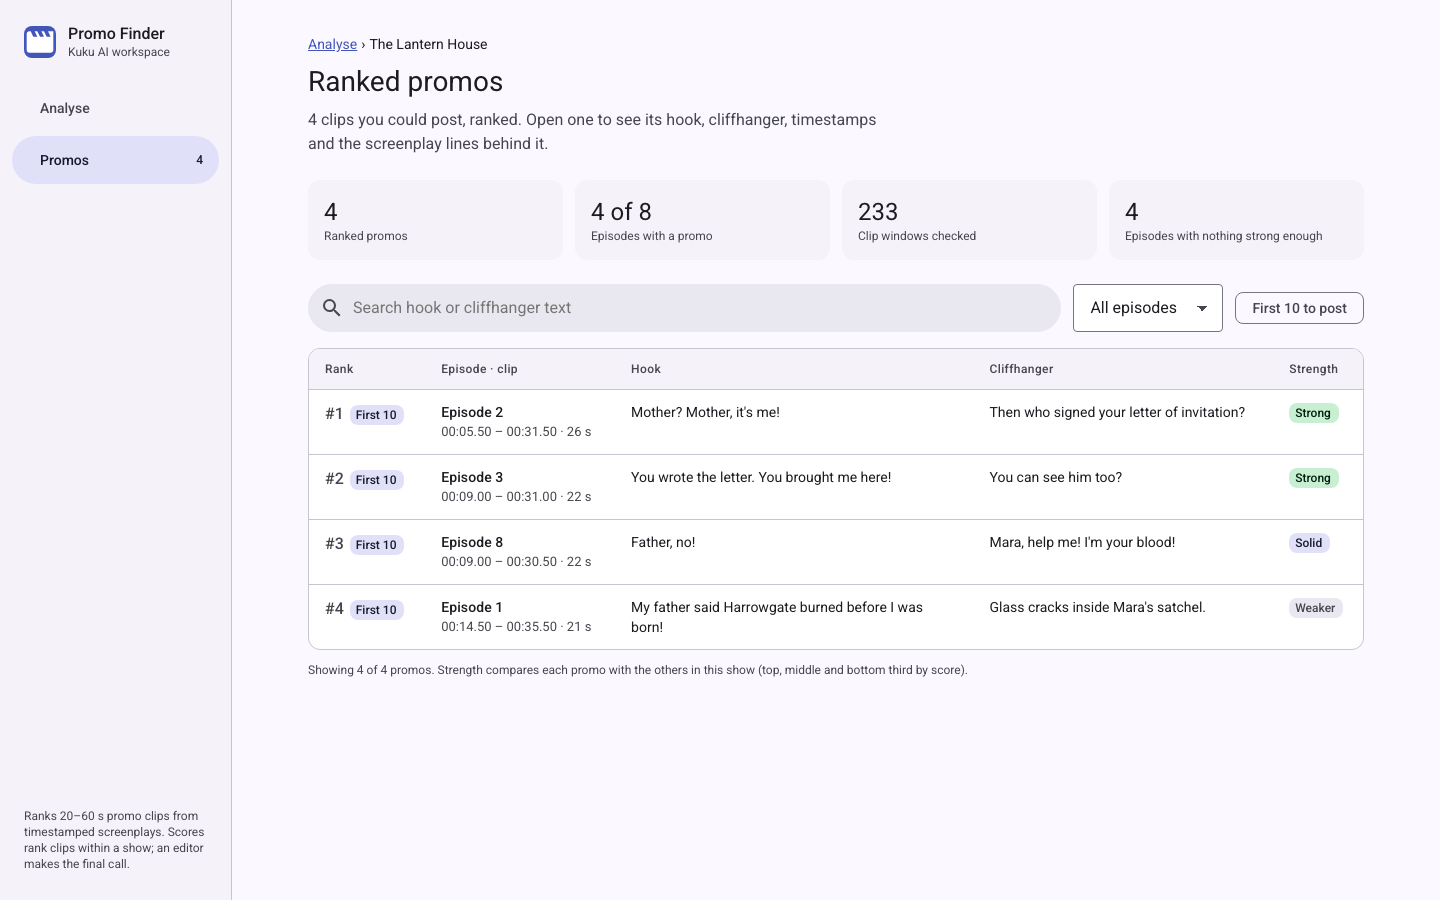 Promo Finder
Kuku AI workspace
Analyse
Promos 4
Ranks 20–60 s promo clips from
timestamped screenplays. Scores
rank clips within a show; an editor
makes the final call.
Analyse › The Lantern House
Ranked promos
4 clips you could post, ranked. Open one to see its hook, cliffhanger, timestamps
and the screenplay lines behind it.
4
Ranked promos
4 of 8
Episodes with a promo
233
Clip windows checked
4
Episodes with nothing strong enough
Search hook or cliffhanger text
All episodes
First 10 to post
Rank Episode · clip Hook Cliffhanger Strength
#1 First 10 Episode 2 Mother? Mother, it's me! Then who signed your letter of invitation? Strong
00:05.50 – 00:31.50 · 26 s
#2 First 10 Episode 3 You wrote the letter. You brought me here! You can see him too? Strong
00:09.00 – 00:31.00 · 22 s
#3 First 10 Episode 8 Father, no! Mara, help me! I'm your blood! Solid
00:09.00 – 00:30.50 · 22 s
#4 First 10 Episode 1 My father said Harrowgate burned before I was Glass cracks inside Mara's satchel. Weaker
00:14.50 – 00:35.50 · 21 s born!
Showing 4 of 4 promos. Strength compares each promo with the others in this show (top, middle and bottom third by score).